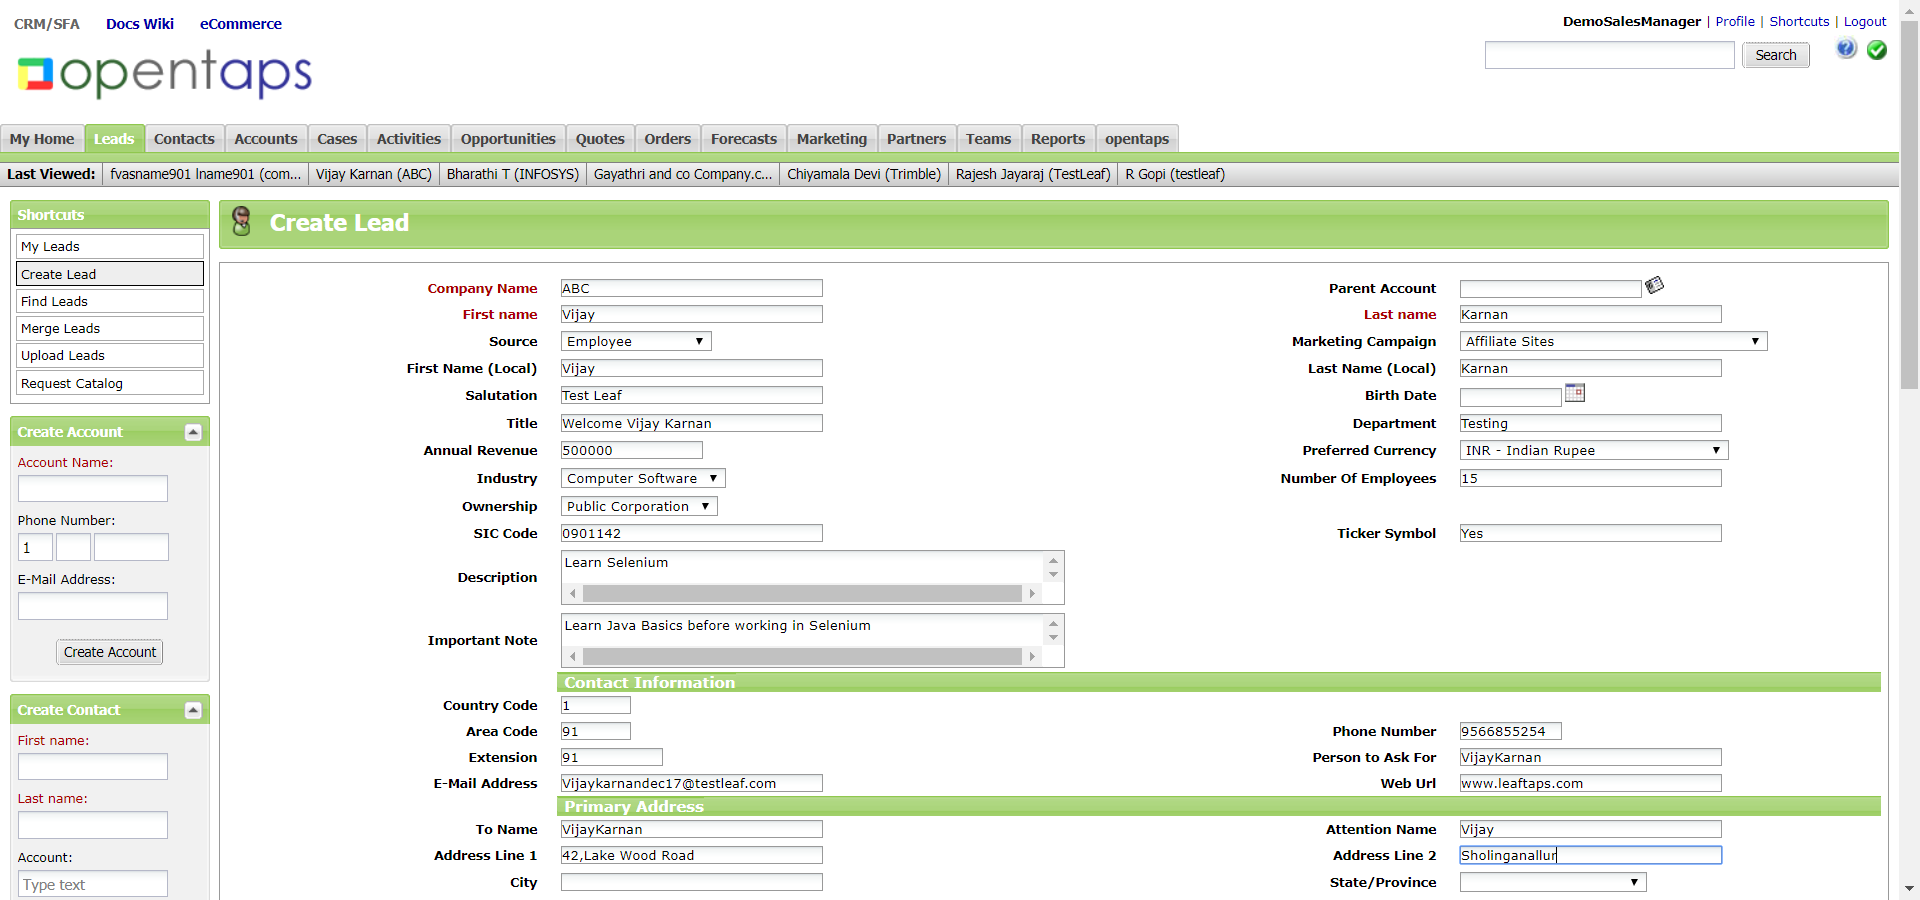 CRM/SFA Docs Wiki eCommerce
DemoSalesManager | Profile | Shortcuts | Logout
Search
opentaps
My Home Leads Contacts Accounts Cases Activities Opportunities Quotes Orders Forecasts Marketing Partners Teams Reports opentaps
Last Viewed: fvasname901 lname901 (com... Vijay Karnan (ABC) Bharathi T (INFOSYS) Gayathri and co Company.c... Chiyamala Devi (Trimble) Rajesh Jayaraj (TestLeaf) R Gopi (testleaf)
Shortcuts
My Leads
Create Lead
Find Leads
Merge Leads
Upload Leads
Request Catalog
Create Account
Account Name:
Phone Number:
1
E-Mail Address:
Create Account
Create Contact
First name:
Last name:
Account:
Type text
Create Lead
Company Name ABC Parent Account
First name Vijay Last name Karnan
Source Employee Marketing Campaign Affiliate Sites
First Name (Local) Vijay Last Name (Local) Karnan
Salutation Test Leaf Birth Date
Title Welcome Vijay Karnan Department Testing
Annual Revenue 500000 Preferred Currency INR - Indian Rupee
Industry Computer Software Number Of Employees 15
Ownership Public Corporation
SIC Code 0901142 Ticker Symbol Yes
Description Learn Selenium
Important Note Learn Java Basics before working in Selenium
Contact Information
Country Code 1
Area Code 91 Phone Number 9566855254
Extension 91 Person to Ask For VijayKarnan
E-Mail Address Vijaykarnandec17@testleaf.com Web Url www.leaftaps.com
Primary Address
To Name VijayKarnan Attention Name Vijay
Address Line 1 42,Lake Wood Road Address Line 2 Sholinganallur
City State/Province